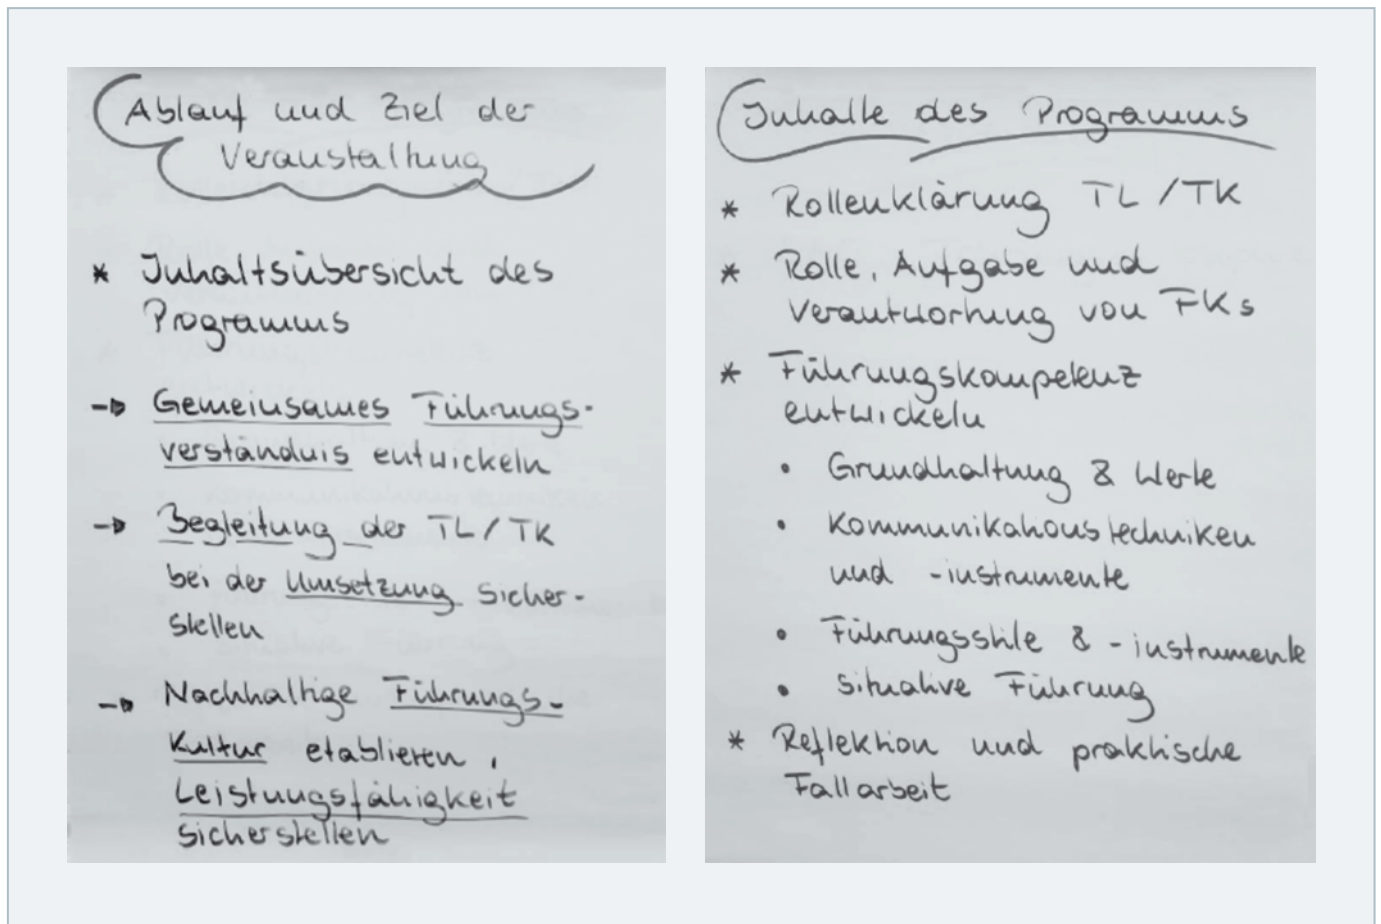 Ablauf und Ziel der
Veranstaltung
* Inhaltsübersicht des
Programms
→ Gemeinsames Führungs-
verständnis entwickeln
→ Begleitung der TL/TK
bei der Umsetzung sicher-
stellen
→ Nachhaltige Führungs-
kultur etablieren,
Leistungsfähigkeit
sicherstellen
Inhalte des Programms
* Rollenklärung TL/TK
* Rolle, Aufgabe und
Verantwortung von FKs
* Führungskompetenz
entwickeln
• Grundhaltung & Werte
• Kommunikationstechniken
und -instrumente
• Führungsstile & -instrumente
• Situative Führung
* Reflektion und praktische
Fallarbeit